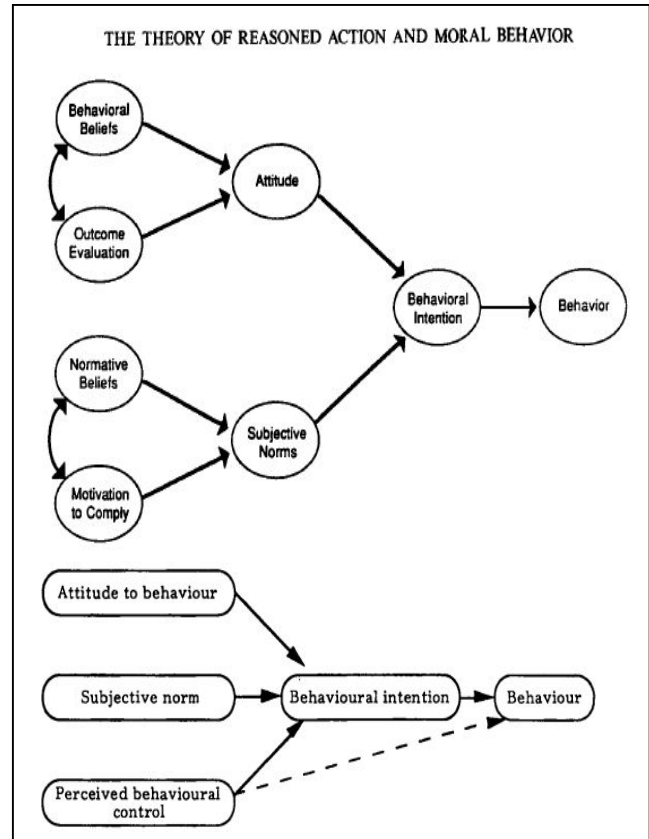 THE THEORY OF REASONED ACTION AND MORAL BEHAVIOR
Behavioral
Beliefs
Attitude
Outcome
Evaluation
Behavioral
Intention
Behavior
Normative
Beliefs
Subjective
Norms
Motivation
to Comply
Attitude to behaviour
Subjective norm
Behavioural intention
Behaviour
Perceived behavioural
control